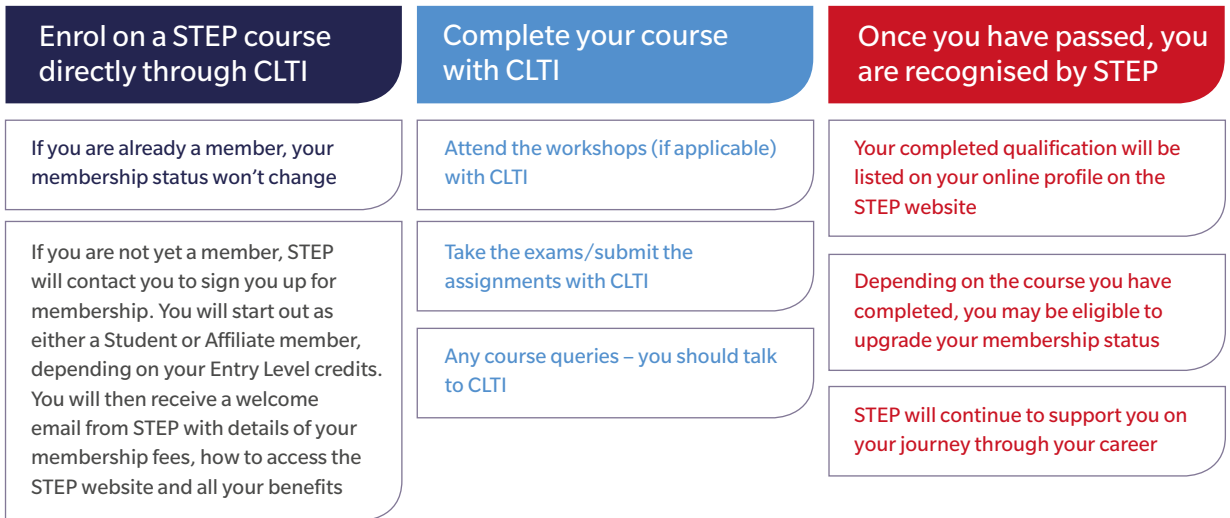 Enrol on a STEP course
directly through CLTI
If you are already a member, your
membership status won't change
If you are not yet a member, STEP
will contact you to sign you up for
membership. You will start out as
either a Student or Affiliate member,
depending on your Entry Level credits.
You will then receive a welcome
email from STEP with details of your
membership fees, how to access the
STEP website and all your benefits
Complete your course
with CLTI
Attend the workshops (if applicable)
with CLTI
Take the exams/submit the
assignments with CLTI
Any course queries – you should talk
to CLTI
Once you have passed, you
are recognised by STEP
Your completed qualification will be
listed on your online profile on the
STEP website
Depending on the course you have
completed, you may be eligible to
upgrade your membership status
STEP will continue to support you on
your journey through your career